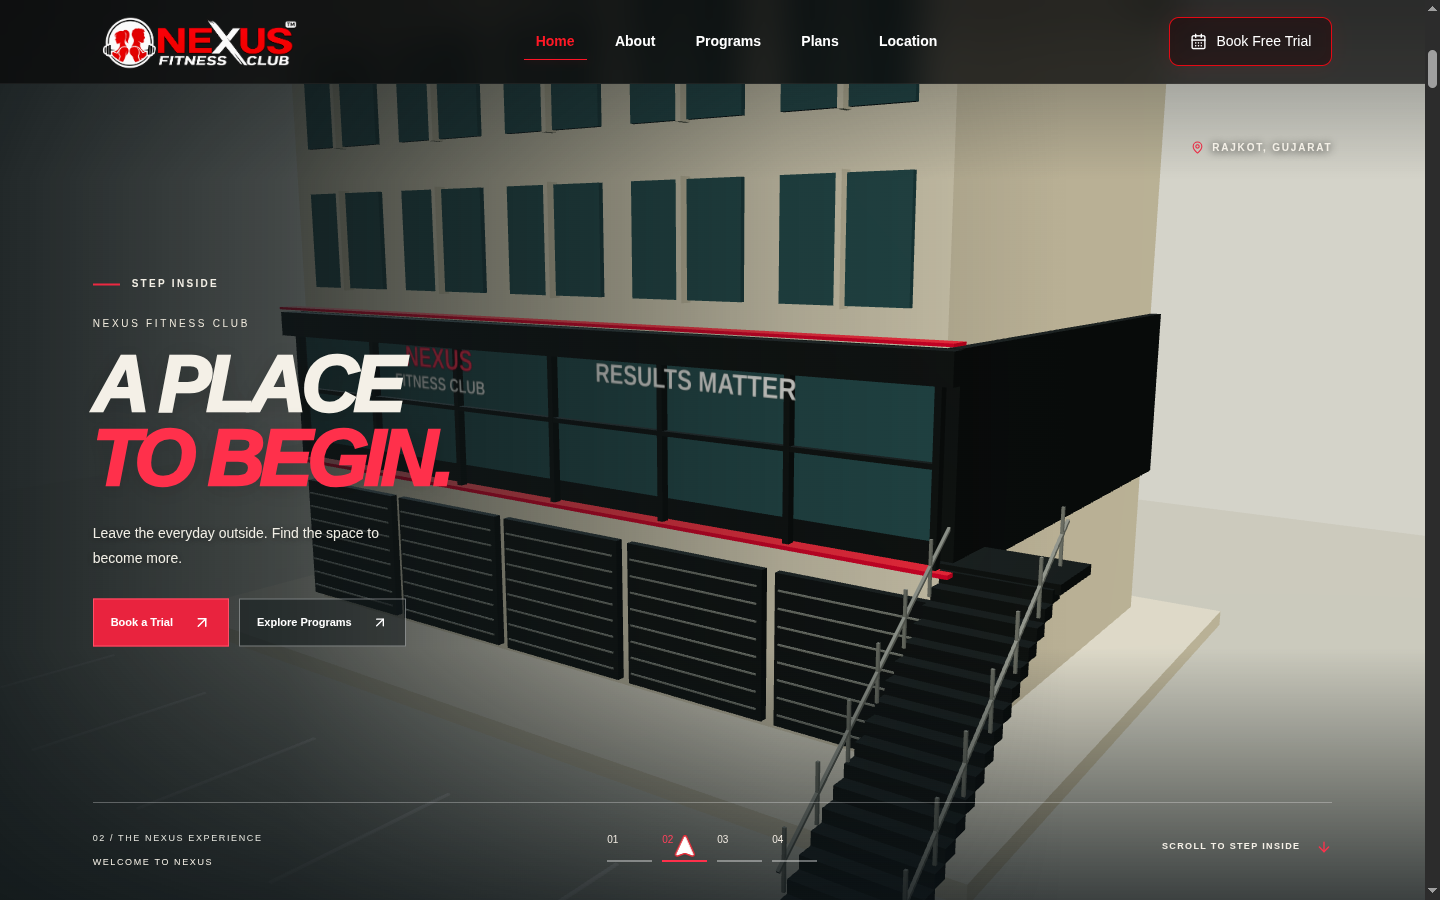 NEXUS TM
FITNESS CLUB
Home
About
Programs
Plans
Location
Book Free Trial
RAJKOT, GUJARAT
STEP INSIDE
NEXUS FITNESS CLUB
A PLACE
TO BEGIN.
NEXUS
FITNESS CLUB
RESULTS MATTER
Leave the everyday outside. Find the space to
become more.
Book a Trial
Explore Programs
02 / THE NEXUS EXPERIENCE
WELCOME TO NEXUS
01
02
03
04
SCROLL TO STEP INSIDE